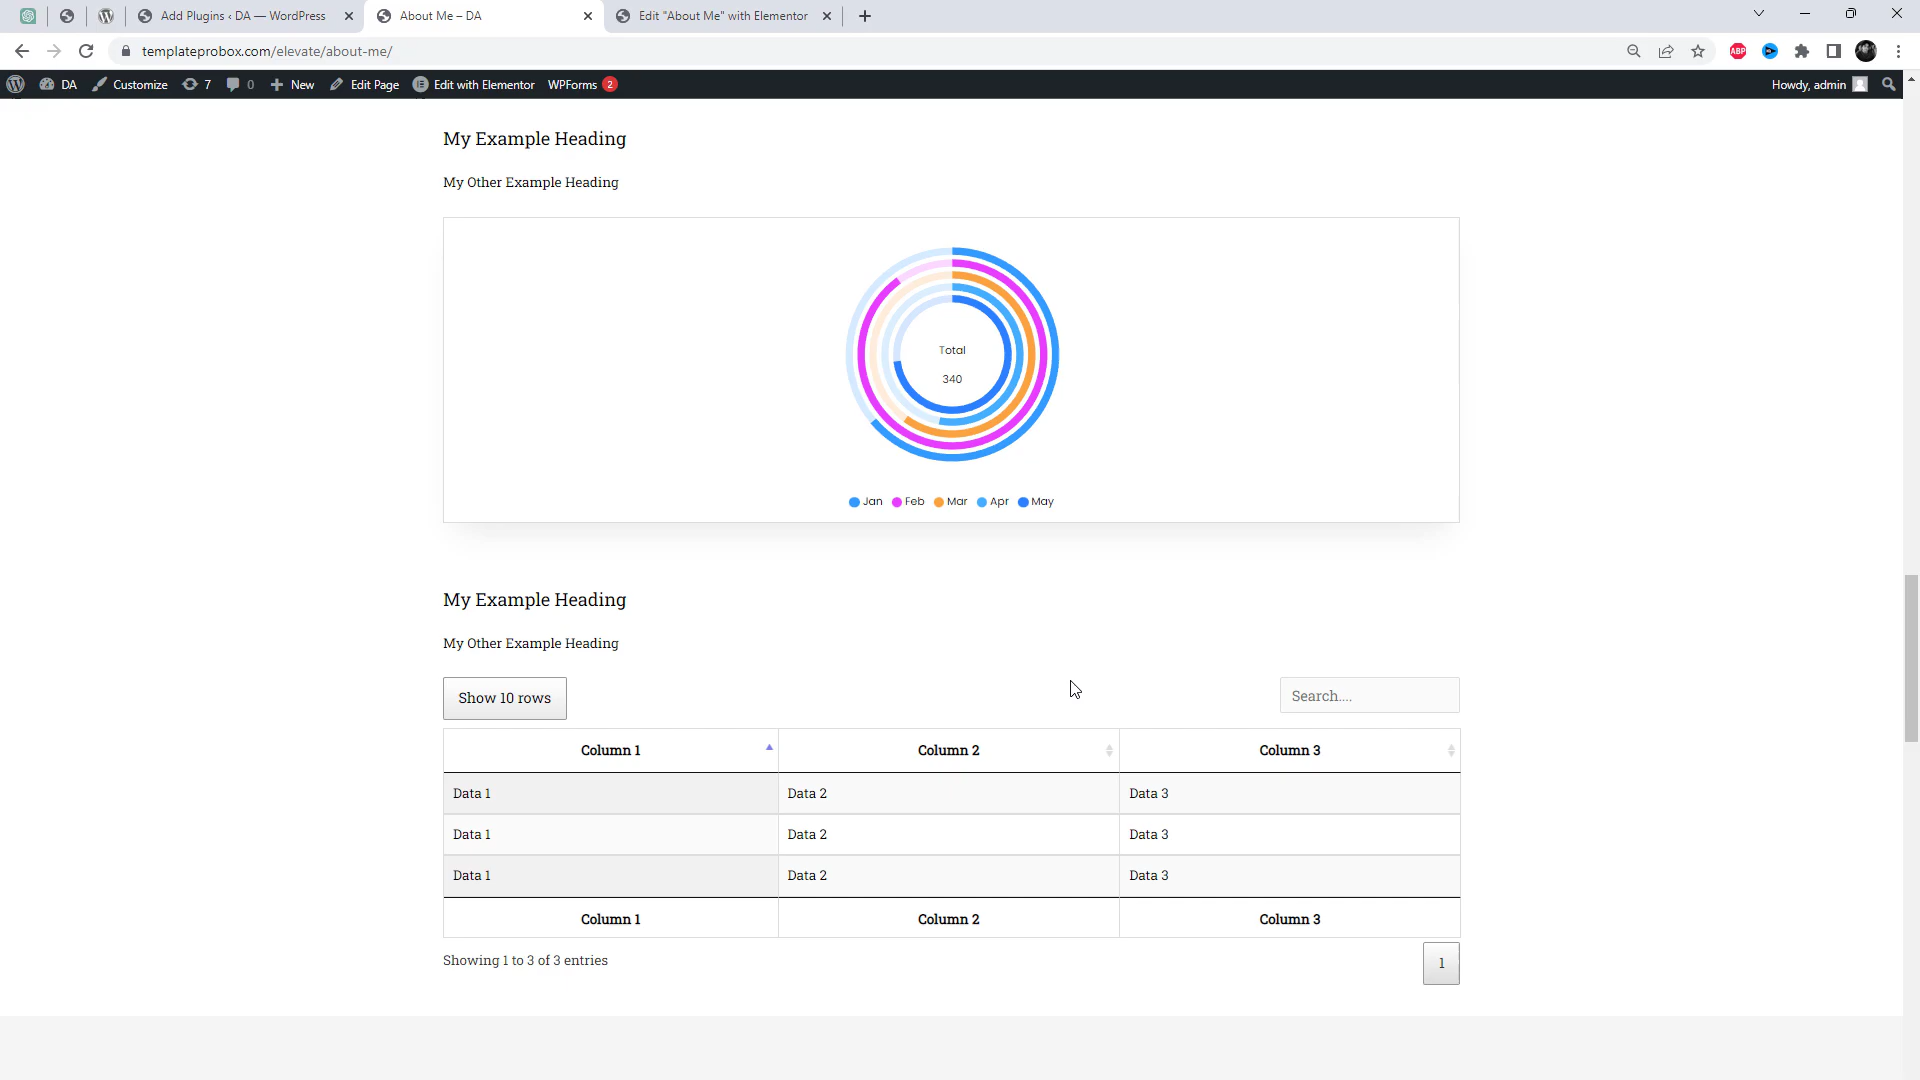 Add Plugins ‹ DA — WordPress
About Me – DA
Edit "About Me" with Elementor
templateprobox.com/elevate/about-me/
ABP
DA Customize 7 0 New Edit Page Edit with Elementor WPForms 2 Howdy, admin
My Example Heading
My Other Example Heading
Total
340
Jan Feb Mar Apr May
My Example Heading
My Other Example Heading
Show 10 rows
Search....
Column 1 Column 2 Column 3
Data 1 Data 2 Data 3
Data 1 Data 2 Data 3
Data 1 Data 2 Data 3
Column 1 Column 2 Column 3
Showing 1 to 3 of 3 entries
1